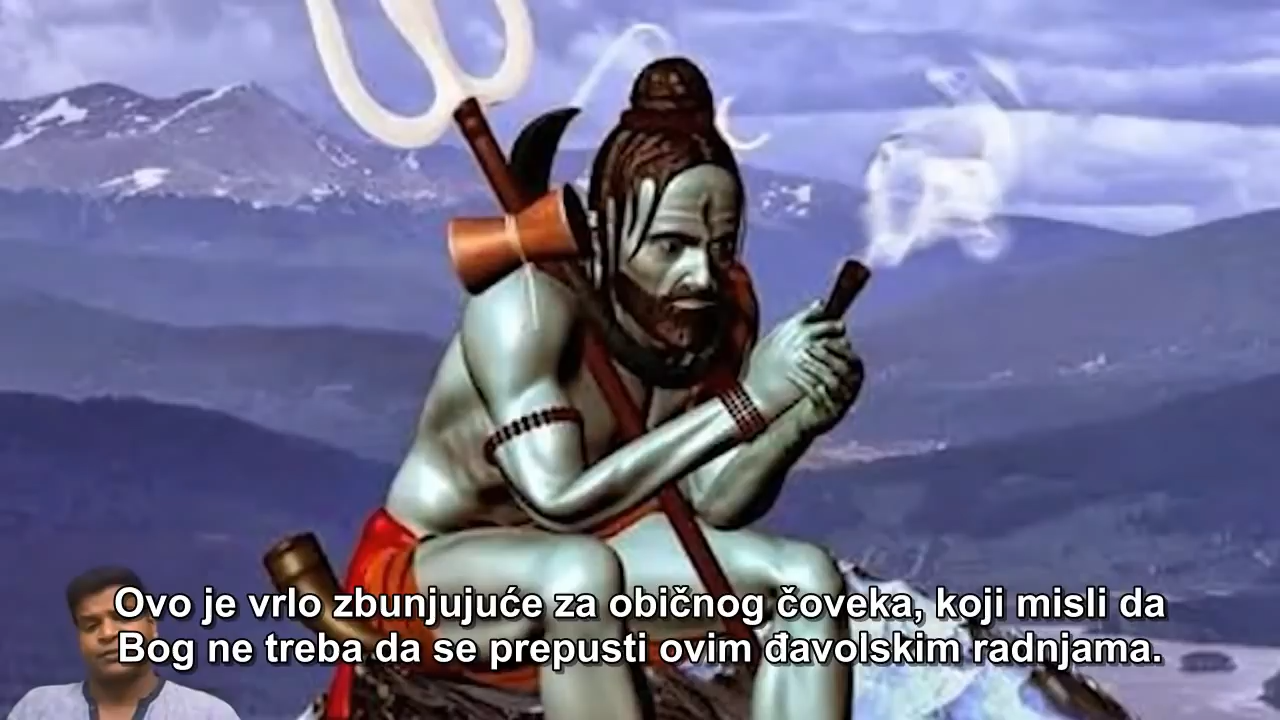 Ovo je vrlo zbunjujuće za običnog čoveka, koji misli da
Bog ne treba da se prepusti ovim đavolskim radnjama.